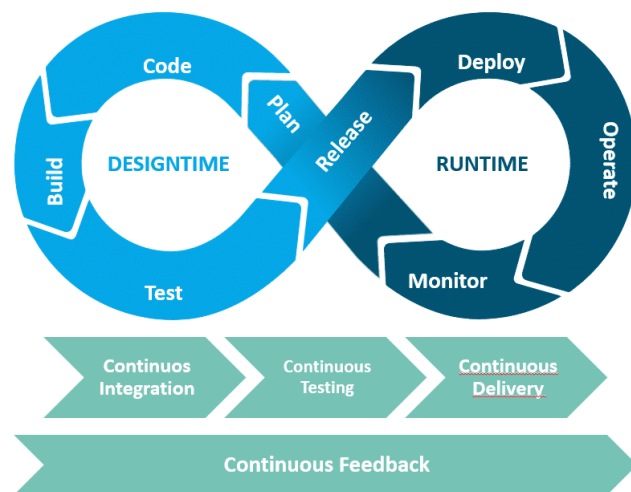 Code
Plan
Build
DESIGNTIME
Test
Release
Deploy
Operate
RUNTIME
Monitor
Continuos
Integration
Continuous
Testing
Continuous
Delivery
Continuous Feedback